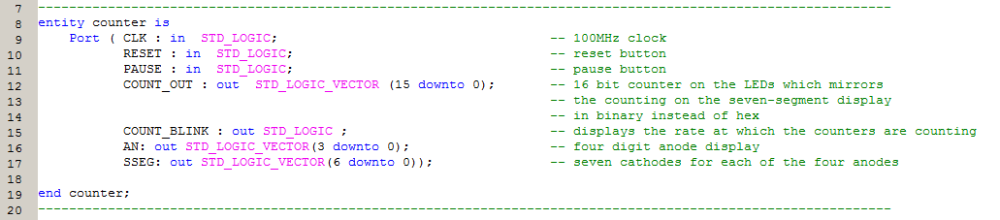 7 --------------------------------------------------------------------------------------------------------------
8 entity counter is
9     Port ( CLK : in  STD_LOGIC;                                   -- 100MHz clock
10            RESET : in  STD_LOGIC;                                 -- reset button
11            PAUSE : in  STD_LOGIC;                                 -- pause button
12            COUNT_OUT : out  STD_LOGIC_VECTOR (15 downto 0);       -- 16 bit counter on the LEDs which mirrors
13                                                                   -- the counting on the seven-segment display
14                                                                   -- in binary instead of hex
15            COUNT_BLINK : out STD_LOGIC ;                          -- displays the rate at which the counters are counting
16            AN: out STD_LOGIC_VECTOR(3 downto 0);                  -- four digit anode display
17            SSEG: out STD_LOGIC_VECTOR(6 downto 0));               -- seven cathodes for each of the four anodes
18
19 end counter;
20 --------------------------------------------------------------------------------------------------------------